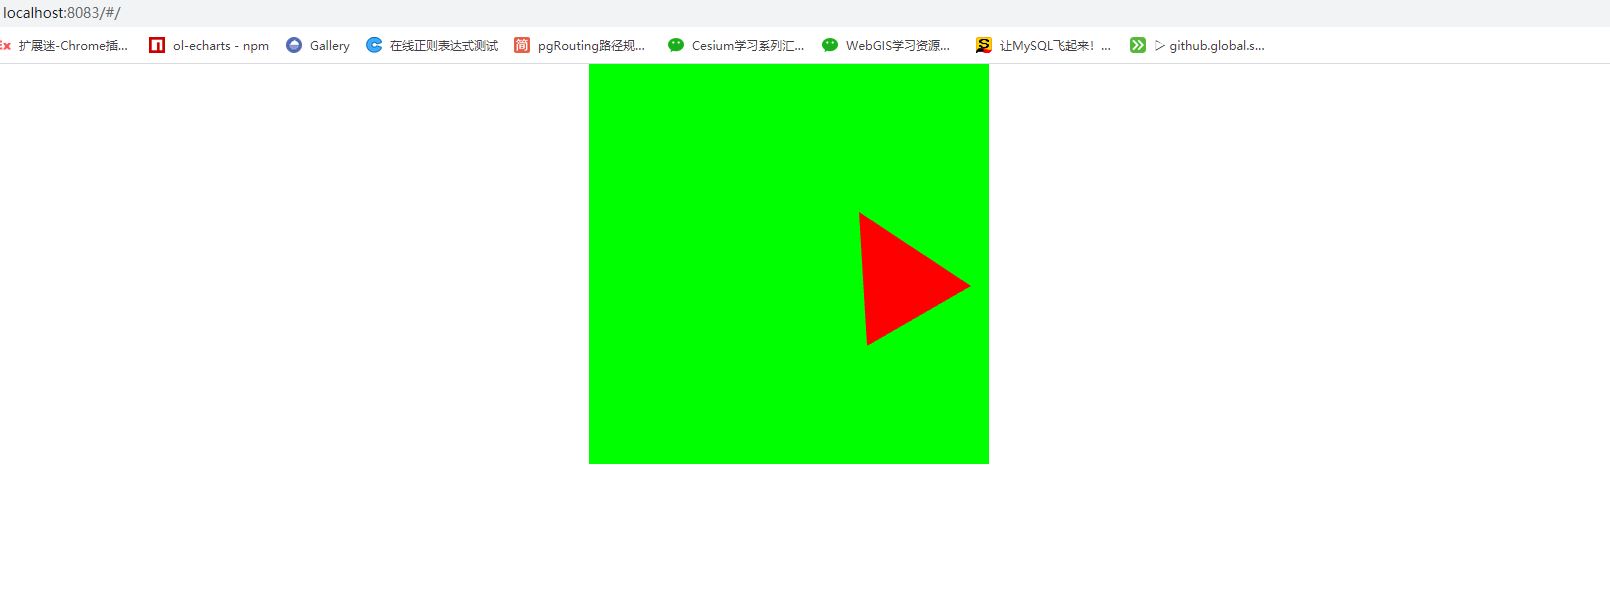 localhost:8083/#/
Ex 扩展迷-Chrome插... ol-echarts - npm Gallery 在线正则表达式测试 简 pgRouting路径规... Cesium学习系列汇... WebGIS学习资源... S 让MySQL飞起来！... ▷ github.global.s...